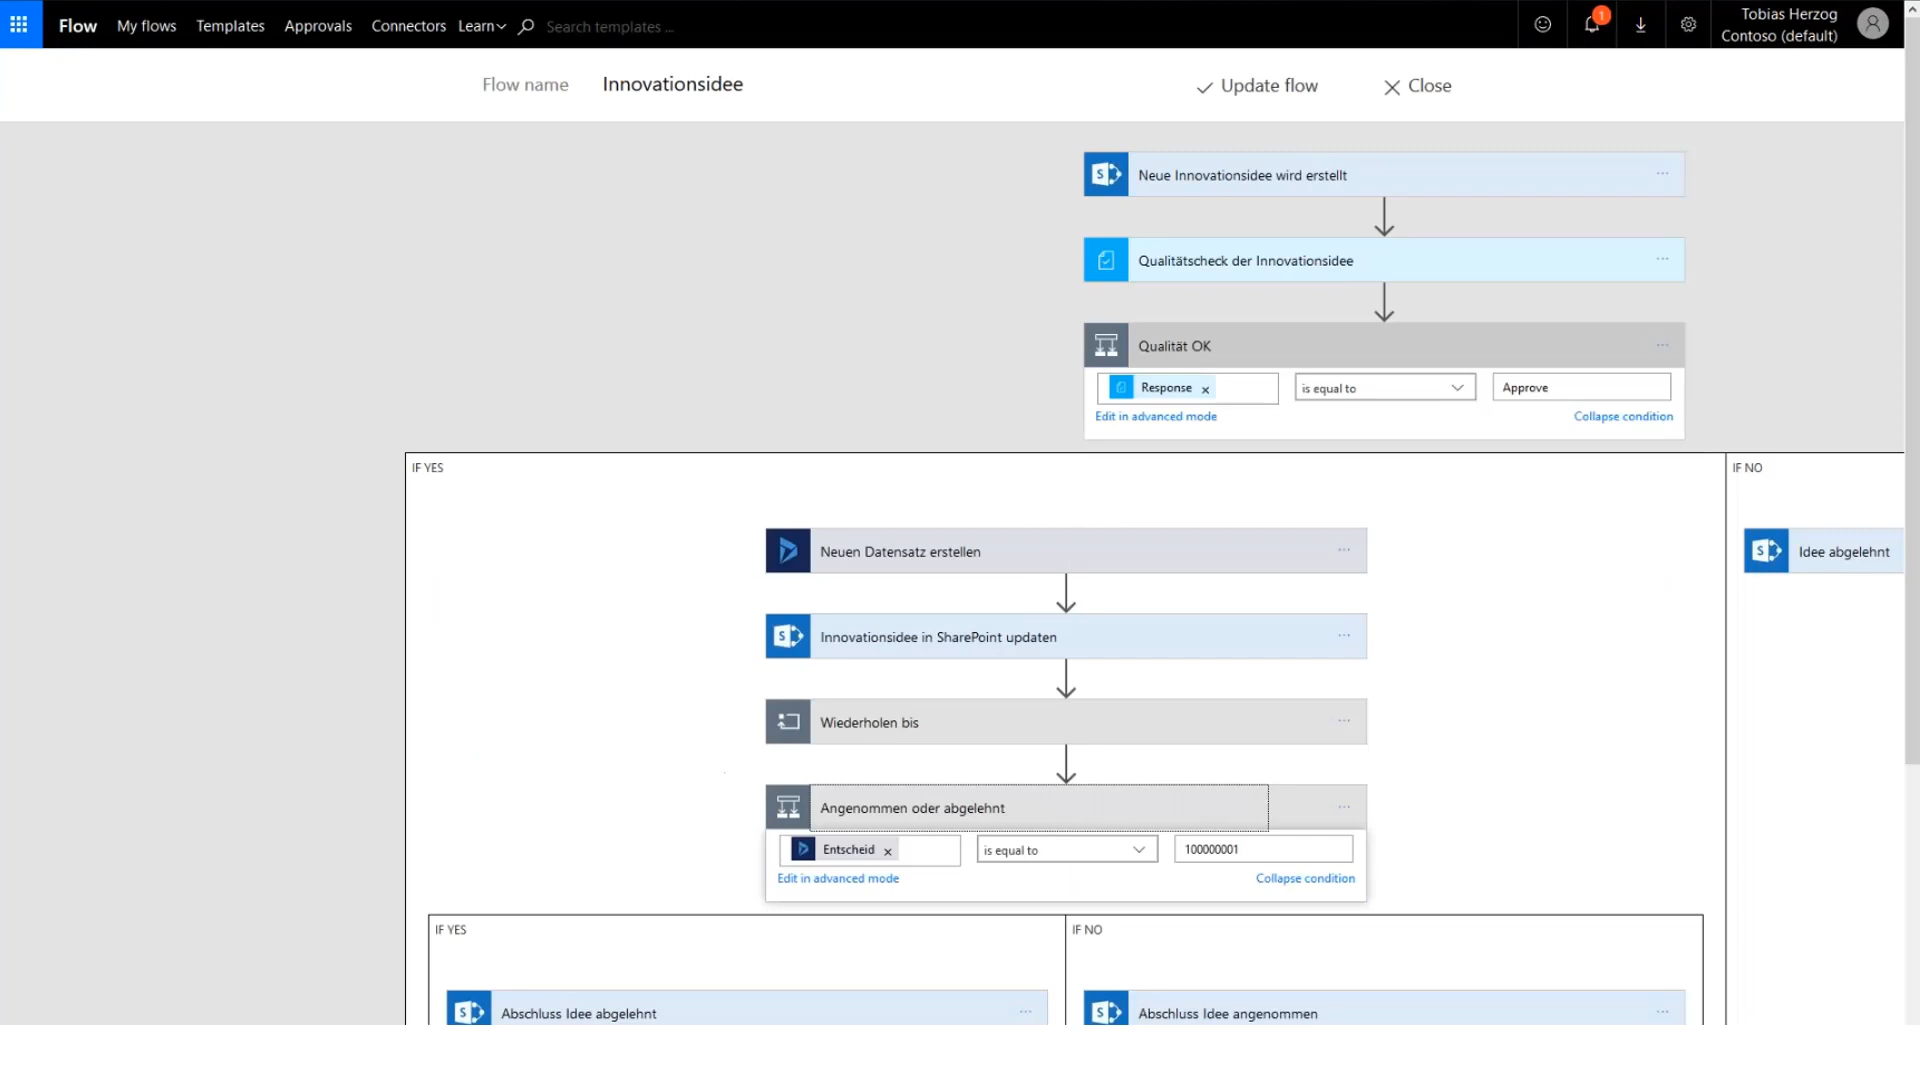 Flow My flows Templates Approvals Connectors Learn Search templates ... 1 Tobias Herzog
Contoso (default)
Flow name Innovationsidee Update flow Close
Neue Innovationsidee wird erstellt ...
Qualitätscheck der Innovationsidee ...
Qualität OK ...
Response x is equal to Approve
Edit in advanced mode Collapse condition
IF YES IF NO
Neuen Datensatz erstellen ... Idee abgelehnt
Innovationsidee in SharePoint updaten ...
Wiederholen bis ...
Angenommen oder abgelehnt ...
Entscheid x is equal to 100000001
Edit in advanced mode Collapse condition
IF YES IF NO
Abschluss Idee abgelehnt ... Abschluss Idee angenommen ...